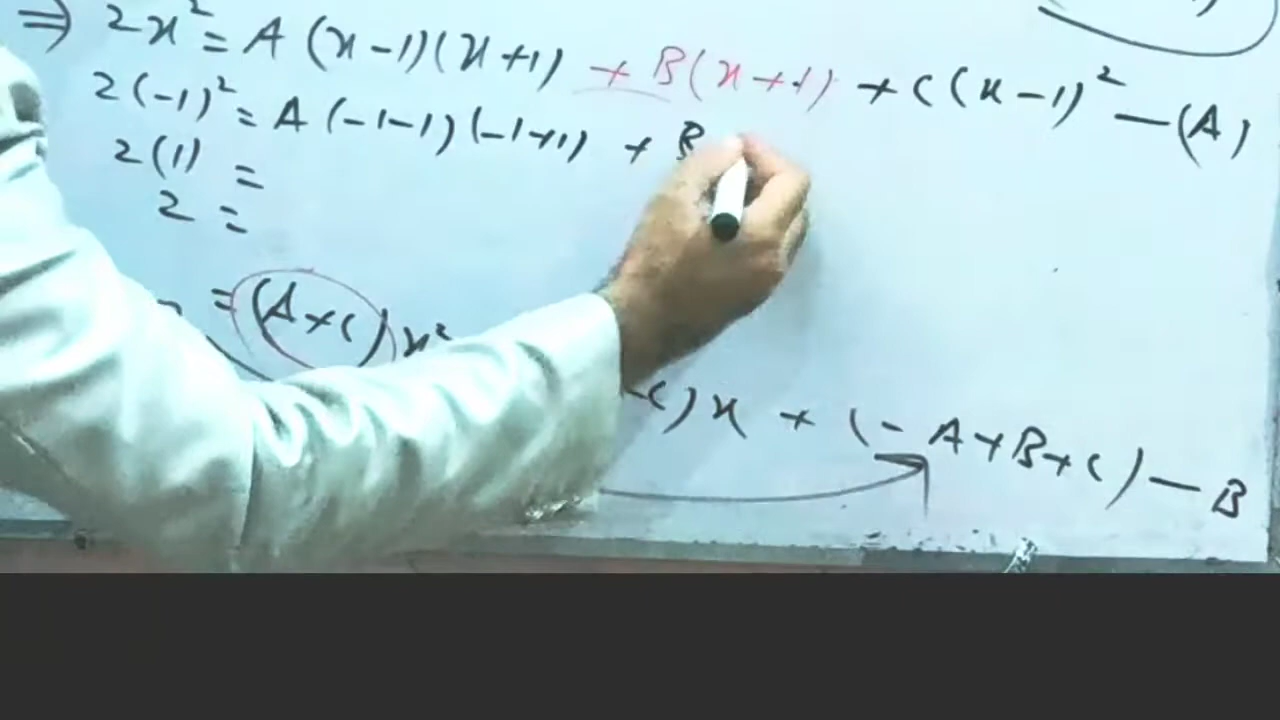 ⇒ 2x² = A(x-1)(x+1) + B(x+1) + C(x-1)² —(A)
2(-1)² = A(-1-1)(-1+1) + B
2(1) =
2 =
= (A+C)x²
-C)x + (-A+B+C) — B